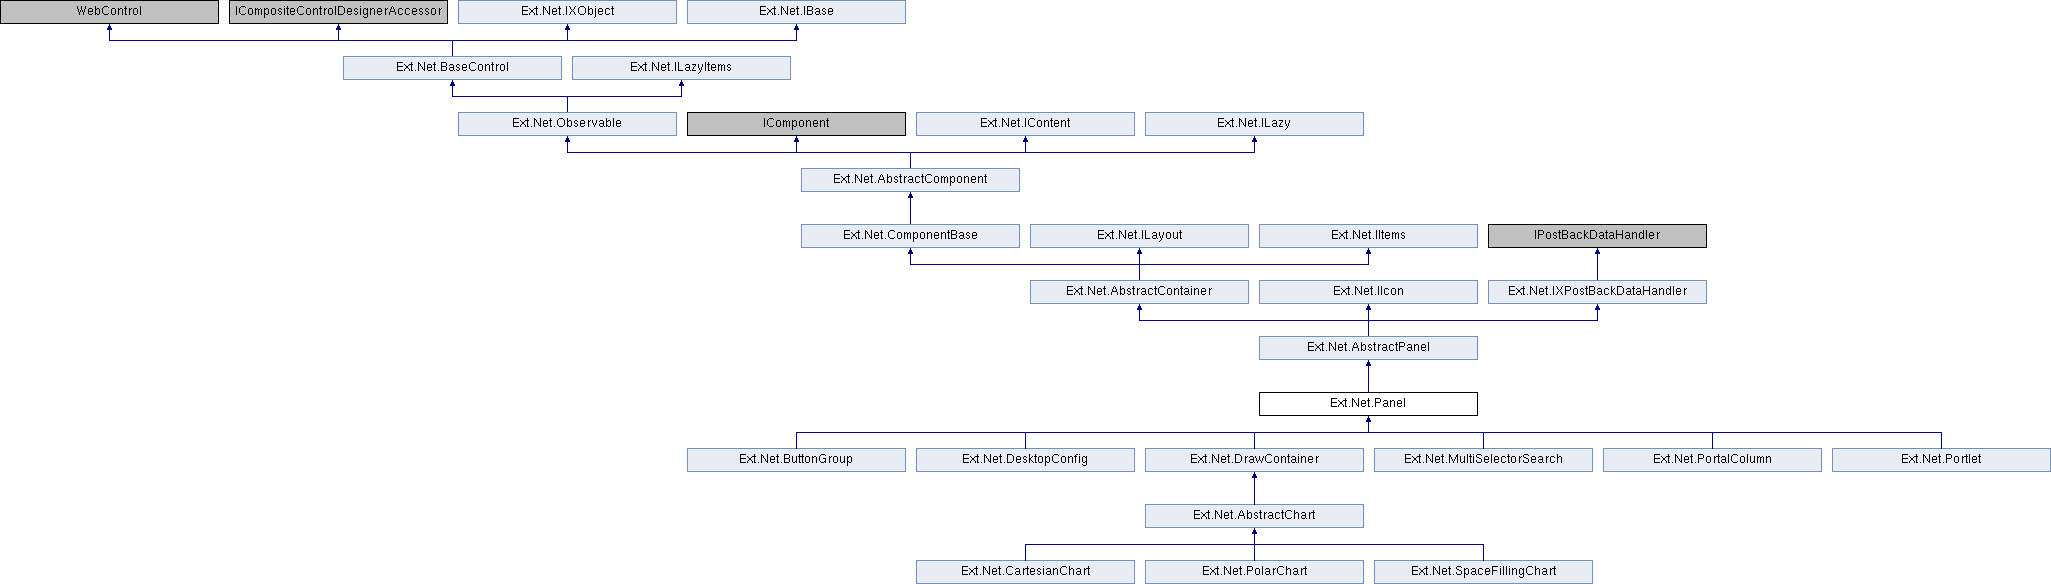 WebControl
ICompositeControlDesignerAccessor
Ext.Net.IXObject
Ext.Net.IBase
Ext.Net.BaseControl
Ext.Net.ILazyItems
Ext.Net.Observable
IComponent
Ext.Net.IContent
Ext.Net.ILazy
Ext.Net.AbstractComponent
Ext.Net.ComponentBase
Ext.Net.ILayout
Ext.Net.IItems
IPostBackDataHandler
Ext.Net.AbstractContainer
Ext.Net.IIcon
Ext.Net.IXPostBackDataHandler
Ext.Net.AbstractPanel
Ext.Net.Panel
Ext.Net.ButtonGroup
Ext.Net.DesktopConfig
Ext.Net.DrawContainer
Ext.Net.MultiSelectorSearch
Ext.Net.PortalColumn
Ext.Net.Portlet
Ext.Net.AbstractChart
Ext.Net.CartesianChart
Ext.Net.PolarChart
Ext.Net.SpaceFillingChart